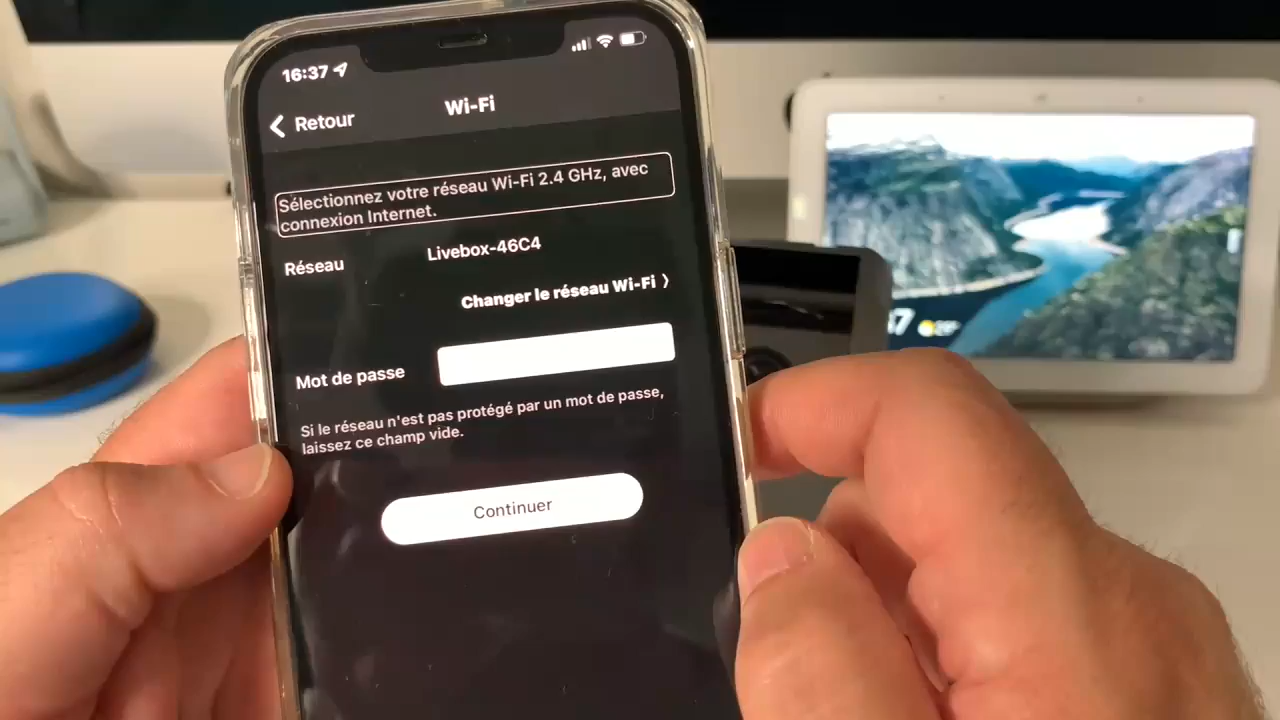 16:37
Retour
Wi-Fi
Sélectionnez votre réseau Wi-Fi 2.4 GHz, avec
connexion Internet.
Réseau
Livebox-46C4
Changer le réseau Wi-Fi
Mot de passe
Si le réseau n'est pas protégé par un mot de passe,
laissez ce champ vide.
Continuer